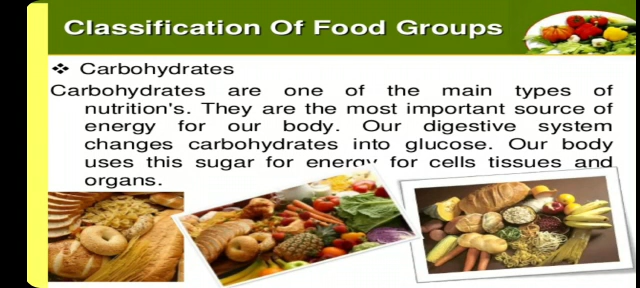 Classification Of Food Groups
❖ Carbohydrates
Carbohydrates are one of the main types of
nutrition's. They are the most important source of
energy for our body. Our digestive system
changes carbohydrates into glucose. Our body
uses this sugar for energy for cells tissues and
organs.